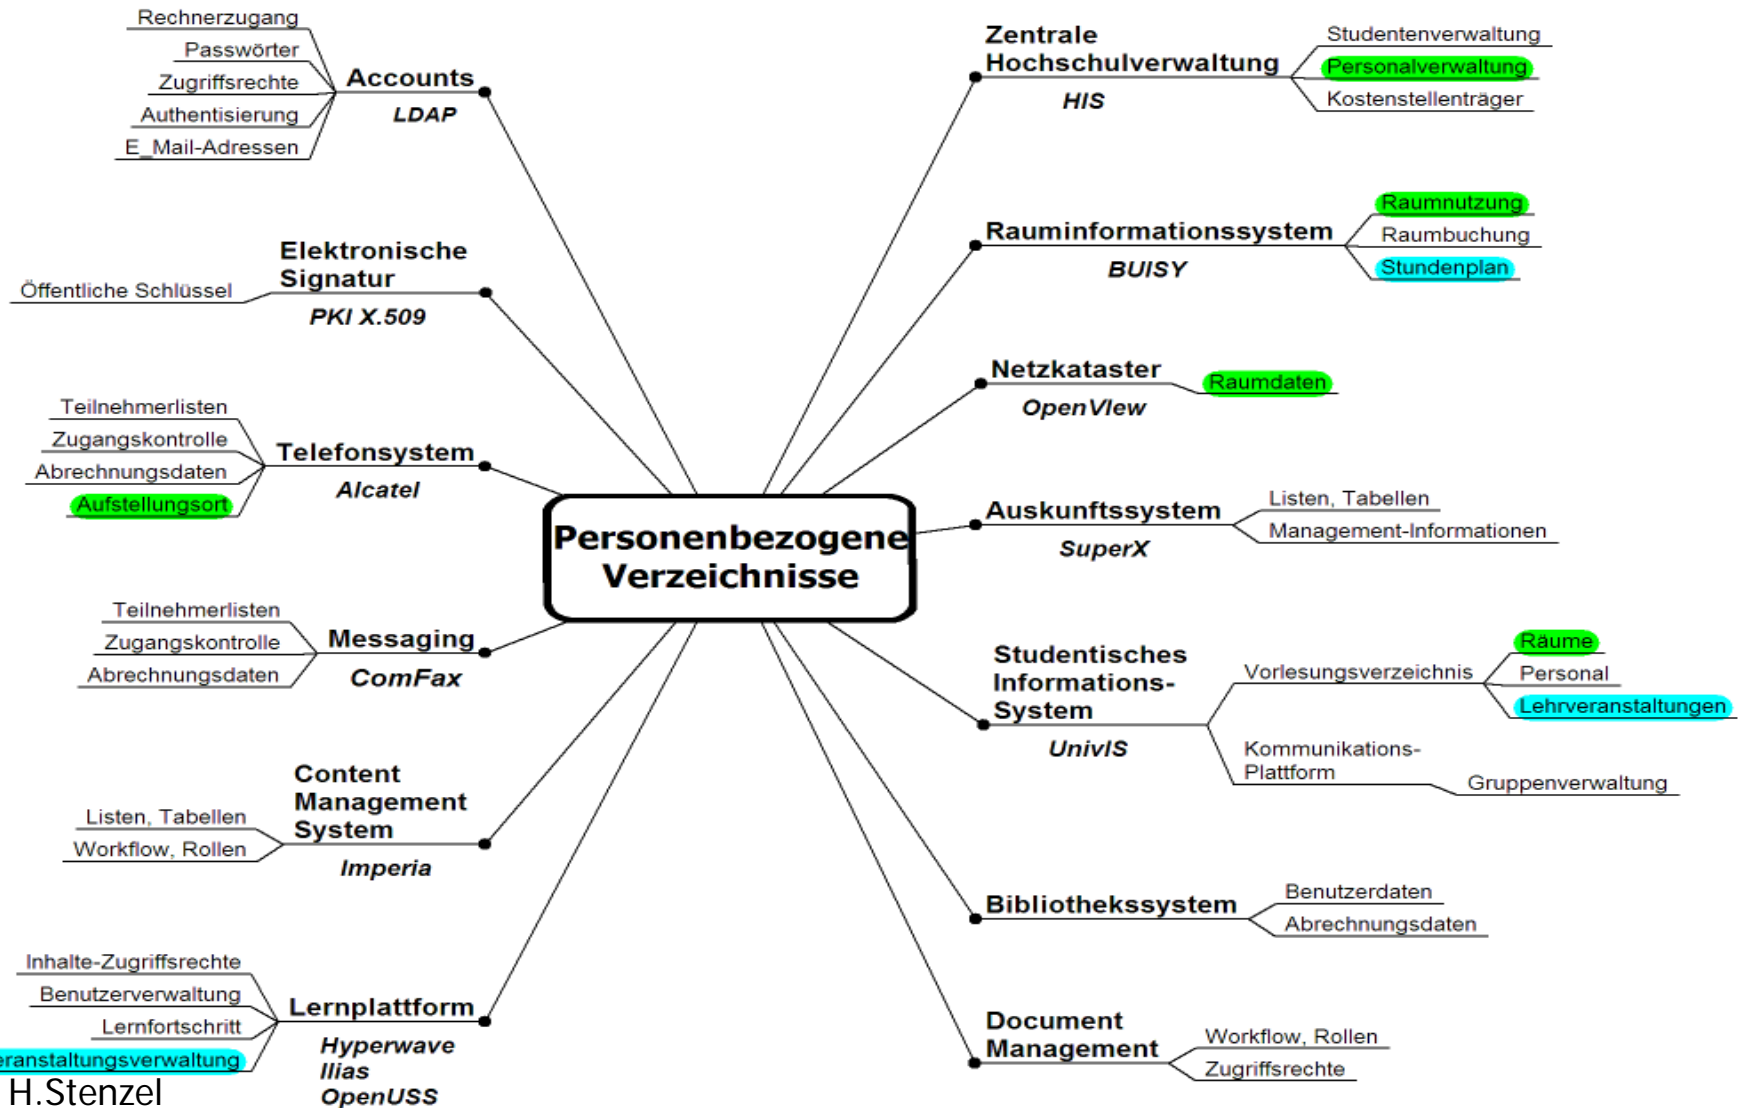 Rechnerzugang
Passwörter
Zugriffsrechte
Authentisierung
E_Mail-Adressen
Accounts
LDAP
Öffentliche Schlüssel
Elektronische
Signatur
PKI X.509
Teilnehmerlisten
Zugangskontrolle
Abrechnungsdaten
Aufstellungsort
Telefonsystem
Alcatel
Teilnehmerlisten
Zugangskontrolle
Abrechnungsdaten
Messaging
ComFax
Listen, Tabellen
Workflow, Rollen
Content
Management
System
Imperia
Inhalte-Zugriffsrechte
Benutzerverwaltung
Lernfortschritt
eranstaltungsverwaltung
Lernplattform
Hyperwave
Ilias
OpenUSS
H.Stenzel
Personenbezogene
Verzeichnisse
Zentrale
Hochschulverwaltung
HIS
Studentenverwaltung
Personalverwaltung
Kostenstellenträger
Rauminformationssystem
BUISY
Raumnutzung
Raumbuchung
Stundenplan
Netzkataster
OpenVIew
Raumdaten
Auskunftssystem
SuperX
Listen, Tabellen
Management-Informationen
Studentisches
Informations-
System
UnivIS
Vorlesungsverzeichnis
Räume
Personal
Lehrveranstaltungen
Kommunikations-
Plattform
Gruppenverwaltung
Bibliothekssystem
Benutzerdaten
Abrechnungsdaten
Document
Management
Workflow, Rollen
Zugriffsrechte